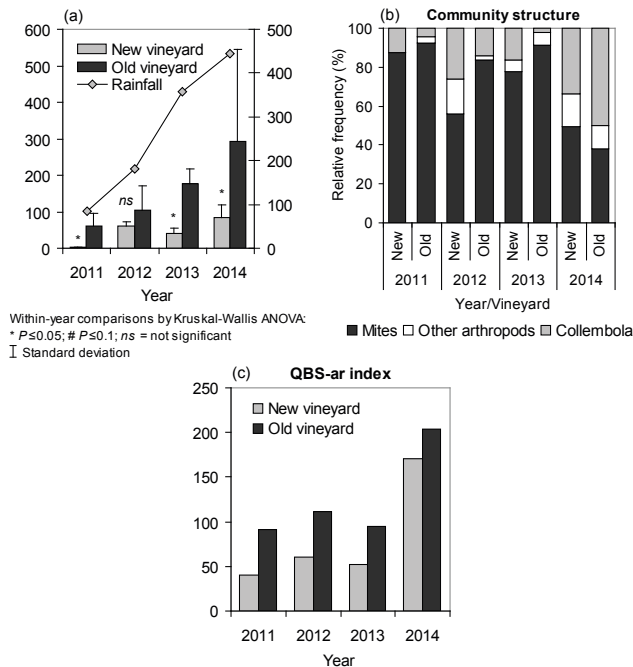 (a)
600
500
400
300
200
100
0
500
400
300
200
100
0
New vineyard
Old vineyard
Rainfall
*
ns
*
*
2011 2012 2013 2014
Year
Within-year comparisons by Kruskal-Wallis ANOVA:
* P≤0.05; # P≤0.1; ns = not significant
Standard deviation
(b) Community structure
Relative frequency (%)
100
80
60
40
20
0
New Old New Old New Old New Old
2011 2012 2013 2014
Year/Vineyard
Mites Other arthropods Collembola
(c) QBS-ar index
250
200
150
100
50
0
New vineyard
Old vineyard
2011 2012 2013 2014
Year